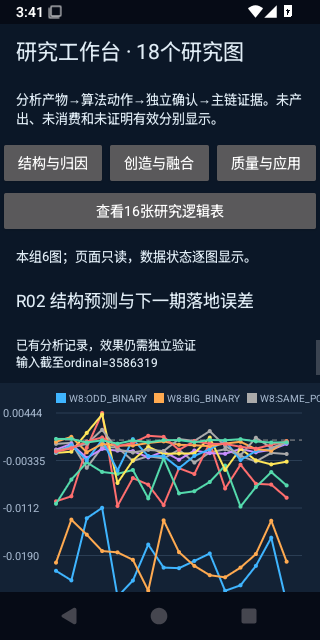 3:41
研究工作台 · 18个研究图
分析产物→算法动作→独立确认→主链证据。未产
出、未消费和未证明有效分别显示。
结构与归因
创造与融合
质量与应用
查看16张研究逻辑表
本组6图；页面只读，数据状态逐图显示。
R02 结构预测与下一期落地误差
已有分析记录，效果仍需独立验证
输入截至ordinal=3586319
W8:ODD_BINARY W8:BIG_BINARY W8:SAME_PO
0.00444
-0.00335
-0.0112
-0.0190